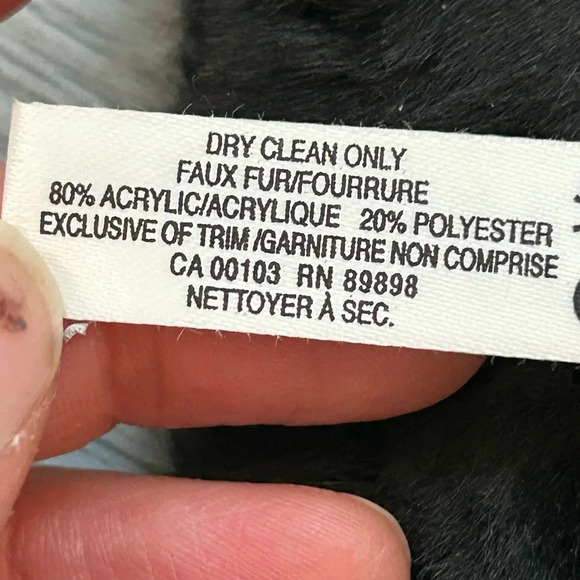 DRY CLEAN ONLY
FAUX FUR/FOURRURE
80% ACRYLIC/ACRYLIQUE 20% POLYESTER
EXCLUSIVE OF TRIM/GARNITURE NON COMPRISE
CA 00103 RN 89898
NETTOYER À SEC.